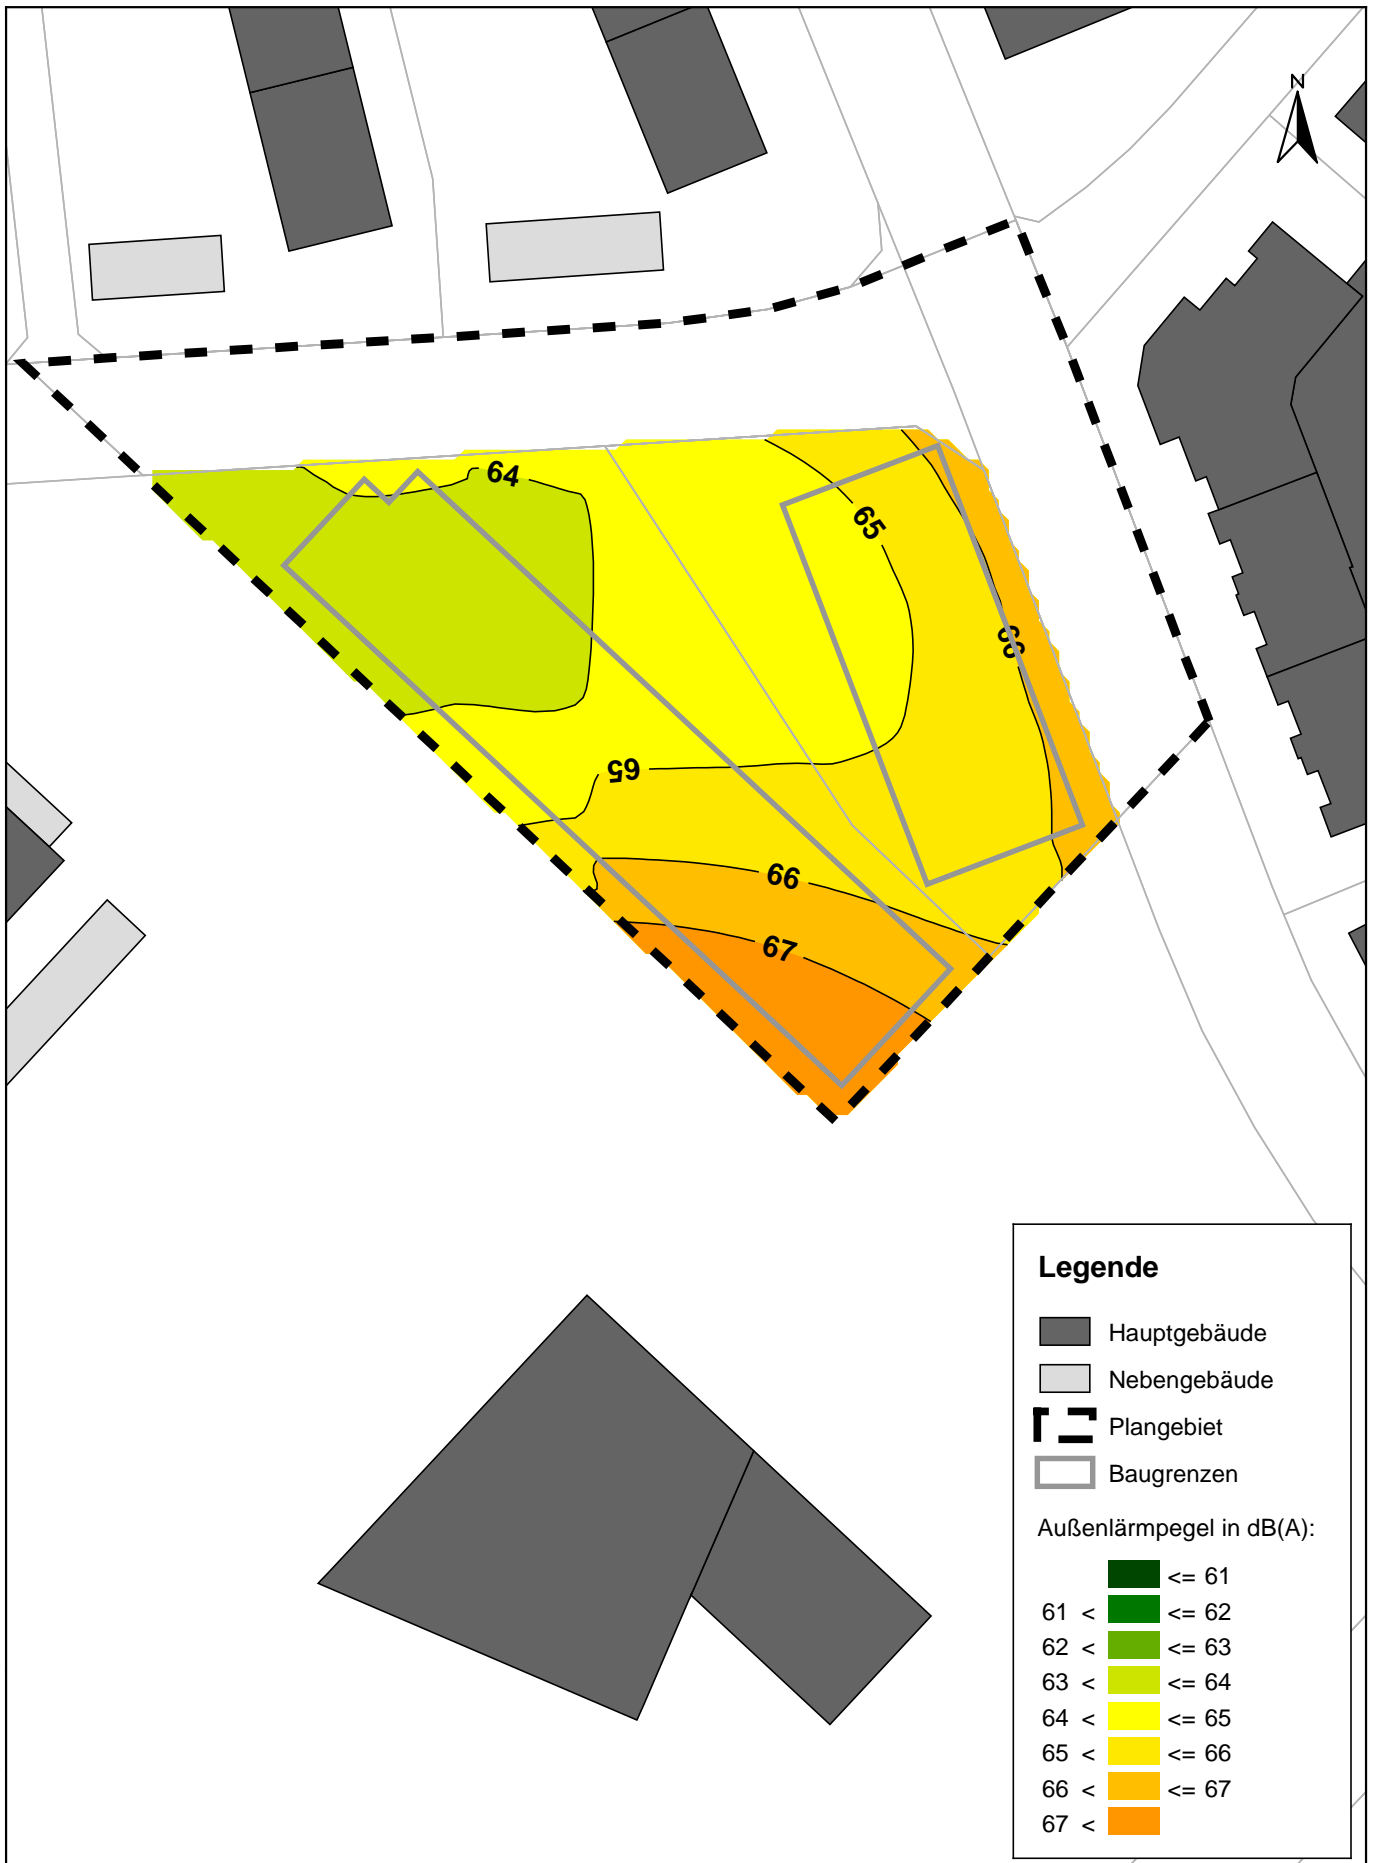 N
64
65
66
65
66
67
Legende
Hauptgebäude
Nebengebäude
Plangebiet
Baugrenzen
Außenlärmpegel in dB(A):
<= 61
61 < <= 62
62 < <= 63
63 < <= 64
64 < <= 65
65 < <= 66
66 < <= 67
67 <